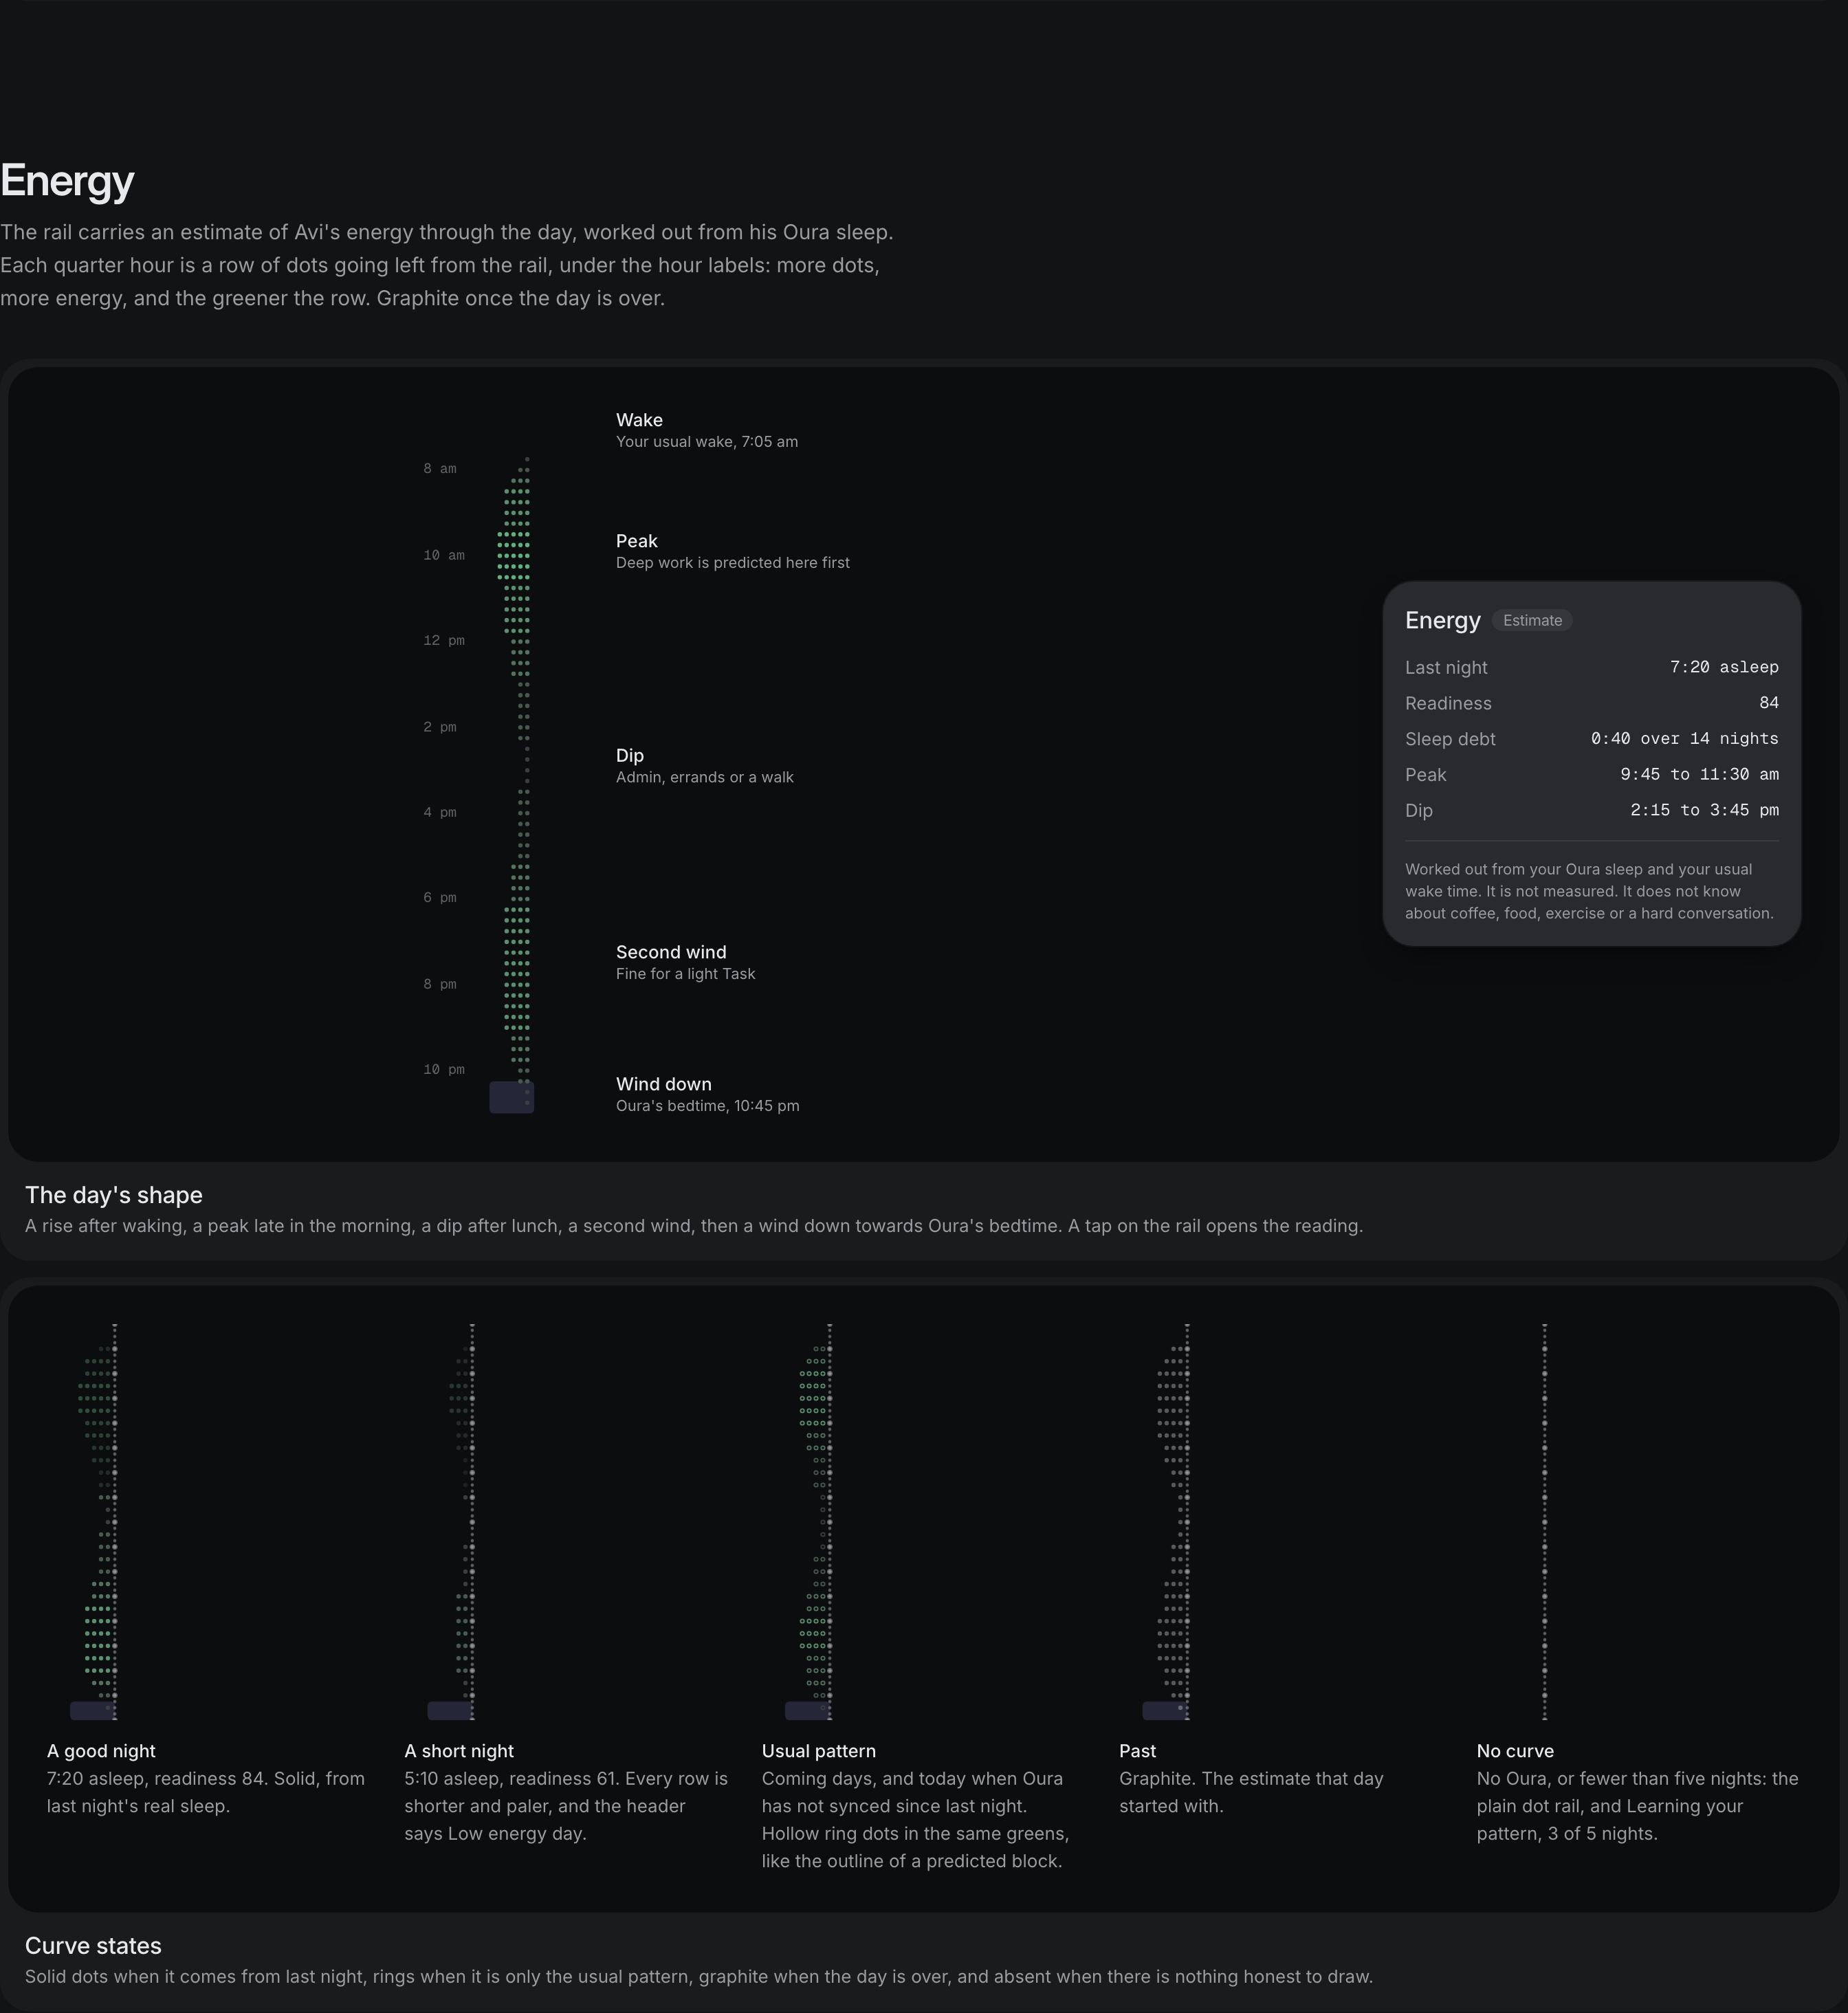 Energy
The rail carries an estimate of Avi's energy through the day, worked out from his Oura sleep.
Each quarter hour is a row of dots going left from the rail, under the hour labels: more dots,
more energy, and the greener the row. Graphite once the day is over.
Wake
Your usual wake, 7:05 am
8 am
Peak
Deep work is predicted here first
10 am
12 pm
2 pm
Dip
Admin, errands or a walk
4 pm
6 pm
Second wind
Fine for a light Task
8 pm
10 pm
Wind down
Oura's bedtime, 10:45 pm
Energy Estimate
Last night 7:20 asleep
Readiness 84
Sleep debt 0:40 over 14 nights
Peak 9:45 to 11:30 am
Dip 2:15 to 3:45 pm
Worked out from your Oura sleep and your usual
wake time. It is not measured. It does not know
about coffee, food, exercise or a hard conversation.
The day's shape
A rise after waking, a peak late in the morning, a dip after lunch, a second wind, then a wind down towards Oura's bedtime. A tap on the rail opens the reading.
A good night
7:20 asleep, readiness 84. Solid, from
last night's real sleep.
A short night
5:10 asleep, readiness 61. Every row is
shorter and paler, and the header
says Low energy day.
Usual pattern
Coming days, and today when Oura
has not synced since last night.
Hollow ring dots in the same greens,
like the outline of a predicted block.
Past
Graphite. The estimate that day
started with.
No curve
No Oura, or fewer than five nights: the
plain dot rail, and Learning your
pattern, 3 of 5 nights.
Curve states
Solid dots when it comes from last night, rings when it is only the usual pattern, graphite when the day is over, and absent when there is nothing honest to draw.